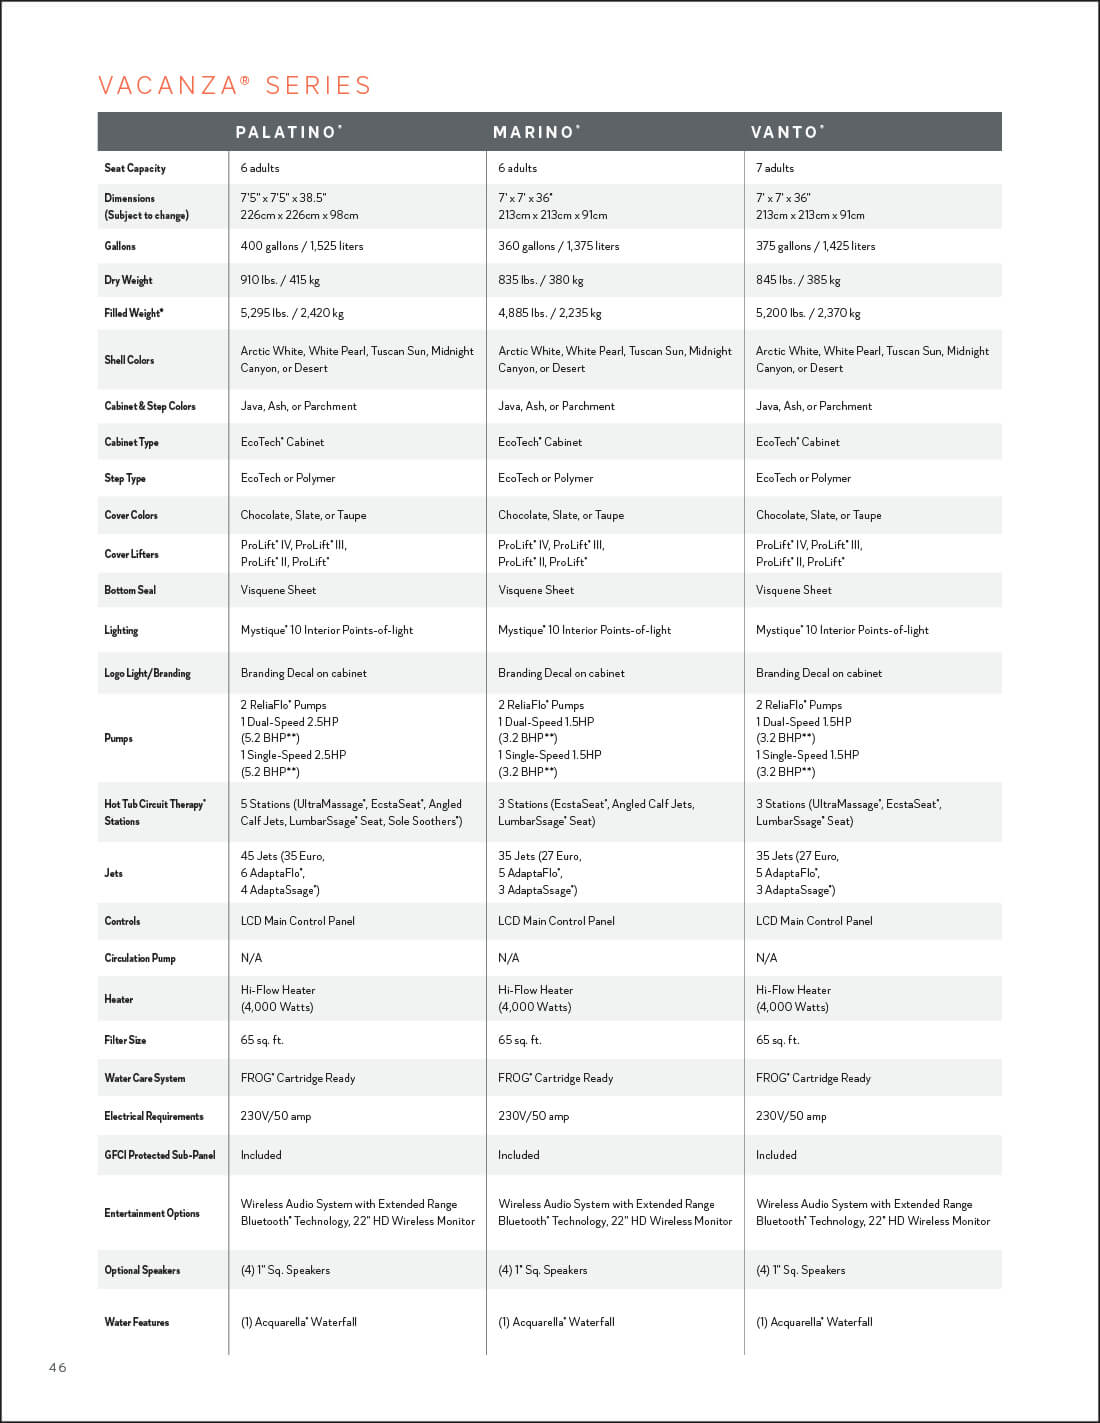 VACANZA® SERIES
PALATINO® MARINO® VANTO®
Seat Capacity 6 adults 6 adults 7 adults
Dimensions 7'5" x 7'5" x 38.5" 7' x 7' x 36" 7' x 7' x 36"
(Subject to change) 226cm x 226cm x 98cm 213cm x 213cm x 91cm 213cm x 213cm x 91cm
Gallons 400 gallons / 1,525 liters 360 gallons / 1,375 liters 375 gallons / 1,425 liters
Dry Weight 910 lbs. / 415 kg 835 lbs. / 380 kg 845 lbs. / 385 kg
Filled Weight* 5,295 lbs. / 2,420 kg 4,885 lbs. / 2,235 kg 5,200 lbs. / 2,370 kg
Shell Colors Arctic White, White Pearl, Tuscan Sun, Midnight Arctic White, White Pearl, Tuscan Sun, Midnight Arctic White, White Pearl, Tuscan Sun, Midnight
Canyon, or Desert Canyon, or Desert Canyon, or Desert
Cabinet & Step Colors Java, Ash, or Parchment Java, Ash, or Parchment Java, Ash, or Parchment
Cabinet Type EcoTech® Cabinet EcoTech® Cabinet EcoTech® Cabinet
Step Type EcoTech or Polymer EcoTech or Polymer EcoTech or Polymer
Cover Colors Chocolate, Slate, or Taupe Chocolate, Slate, or Taupe Chocolate, Slate, or Taupe
Cover Lifters ProLift® IV, ProLift® III, ProLift® IV, ProLift® III, ProLift® IV, ProLift® III,
ProLift® II, ProLift® ProLift® II, ProLift® ProLift® II, ProLift®
Bottom Seal Visquene Sheet Visquene Sheet Visquene Sheet
Lighting Mystique® 10 Interior Points-of-light Mystique® 10 Interior Points-of-light Mystique® 10 Interior Points-of-light
Logo Light/Branding Branding Decal on cabinet Branding Decal on cabinet Branding Decal on cabinet
Pumps 2 ReliaFlo® Pumps 2 ReliaFlo® Pumps 2 ReliaFlo® Pumps
1 Dual-Speed 2.5HP 1 Dual-Speed 1.5HP 1 Dual-Speed 1.5HP
(5.2 BHP**) (3.2 BHP**) (3.2 BHP**)
1 Single-Speed 2.5HP 1 Single-Speed 1.5HP 1 Single-Speed 1.5HP
(5.2 BHP**) (3.2 BHP**) (3.2 BHP**)
Hot Tub Circuit Therapy® 5 Stations (UltraMassage®, EcstaSeat®, Angled 3 Stations (EcstaSeat®, Angled Calf Jets, 3 Stations (UltraMassage®, EcstaSeat®,
Stations Calf Jets, LumbarSsage® Seat, Sole Soothers®) LumbarSsage® Seat) LumbarSsage® Seat)
Jets 45 Jets (35 Euro, 35 Jets (27 Euro, 35 Jets (27 Euro,
6 AdaptaFlo®, 5 AdaptaFlo®, 5 AdaptaFlo®,
4 AdaptaSsage®) 3 AdaptaSsage®) 3 AdaptaSsage®)
Controls LCD Main Control Panel LCD Main Control Panel LCD Main Control Panel
Circulation Pump N/A N/A N/A
Heater Hi-Flow Heater Hi-Flow Heater Hi-Flow Heater
(4,000 Watts) (4,000 Watts) (4,000 Watts)
Filter Size 65 sq. ft. 65 sq. ft. 65 sq. ft.
Water Care System FROG® Cartridge Ready FROG® Cartridge Ready FROG® Cartridge Ready
Electrical Requirements 230V/50 amp 230V/50 amp 230V/50 amp
GFCI Protected Sub-Panel Included Included Included
Entertainment Options Wireless Audio System with Extended Range Wireless Audio System with Extended Range Wireless Audio System with Extended Range
Bluetooth® Technology, 22" HD Wireless Monitor Bluetooth® Technology, 22" HD Wireless Monitor Bluetooth® Technology, 22" HD Wireless Monitor
Optional Speakers (4) 1" Sq. Speakers (4) 1" Sq. Speakers (4) 1" Sq. Speakers
Water Features (1) Acquarella® Waterfall (1) Acquarella® Waterfall (1) Acquarella® Waterfall
46